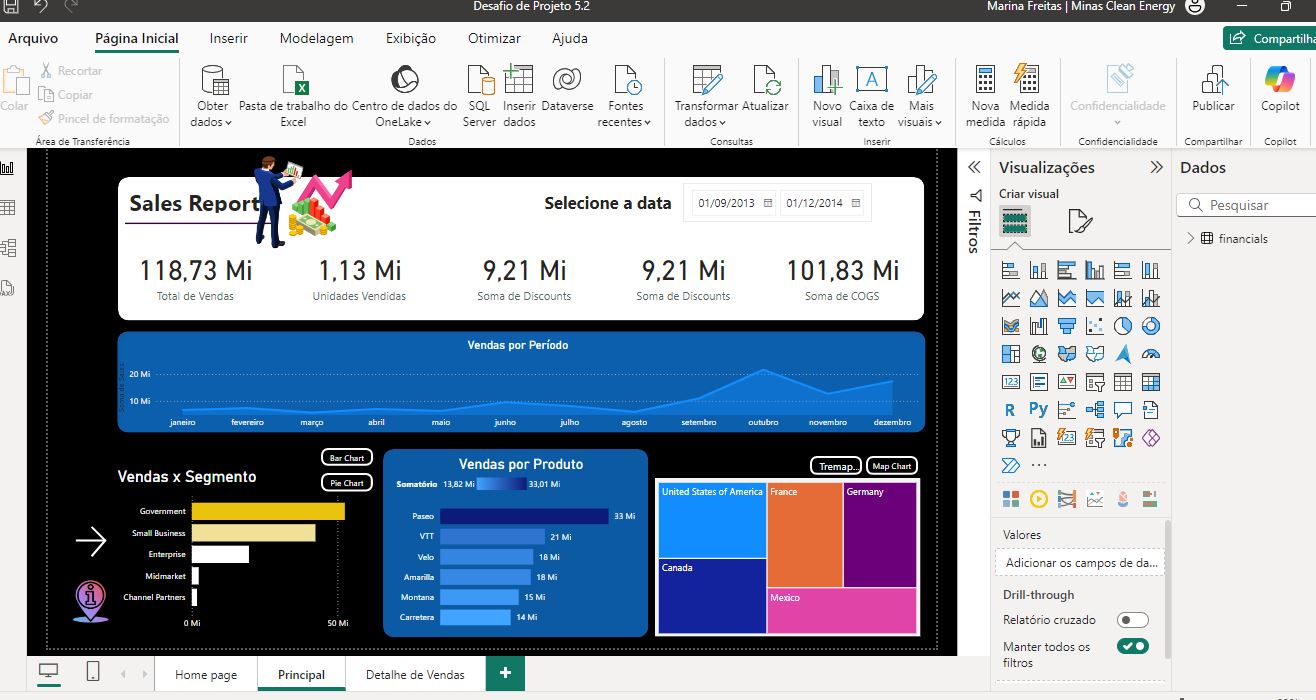 Desafio de Projeto 5.2
Marina Freitas | Minas Clean Energy
Arquivo
Página Inicial
Inserir
Modelagem
Exibição
Otimizar
Ajuda
Compartilha
Colar
Recortar
Copiar
Pincel de formatação
Área de Transferência
Obter
dados
Pasta de trabalho do
Excel
Centro de dados do
OneLake
SQL
Server
Inserir
dados
Dataverse
Fontes
recentes
Dados
Transformar
dados
Atualizar
Consultas
Novo
visual
Caixa de
texto
Mais
visuais
Inserir
Nova
medida
Medida
rápida
Cálculos
Confidencialidade
Confidencialidade
Publicar
Compartilhar
Copilot
Copilot
Sales Report
Selecione a data
01/09/2013
01/12/2014
118,73 Mi
Total de Vendas
1,13 Mi
Unidades Vendidas
9,21 Mi
Soma de Discounts
9,21 Mi
Soma de Discounts
101,83 Mi
Soma de COGS
Vendas por Período
20 Mi
10 Mi
janeiro
fevereiro
março
abril
maio
junho
julho
agosto
setembro
outubro
novembro
dezembro
Vendas x Segmento
Bar Chart
Pie Chart
Government
Small Business
Enterprise
Midmarket
Channel Partners
0 Mi
50 Mi
Vendas por Produto
Somatório 13,82 Mi 33,01 Mi
Paseo 33 Mi
VTT 21 Mi
Velo 18 Mi
Amarilla 18 Mi
Montana 15 Mi
Carretera 14 Mi
Tremap...
Map Chart
United States of America
France
Germany
Canada
Mexico
Filtros
Visualizações
Criar visual
123
R
Py
123
Valores
Adicionar os campos de da...
Drill-through
Relatório cruzado
Manter todos os
filtros
Dados
Pesquisar
financials
Home page
Principal
Detalhe de Vendas